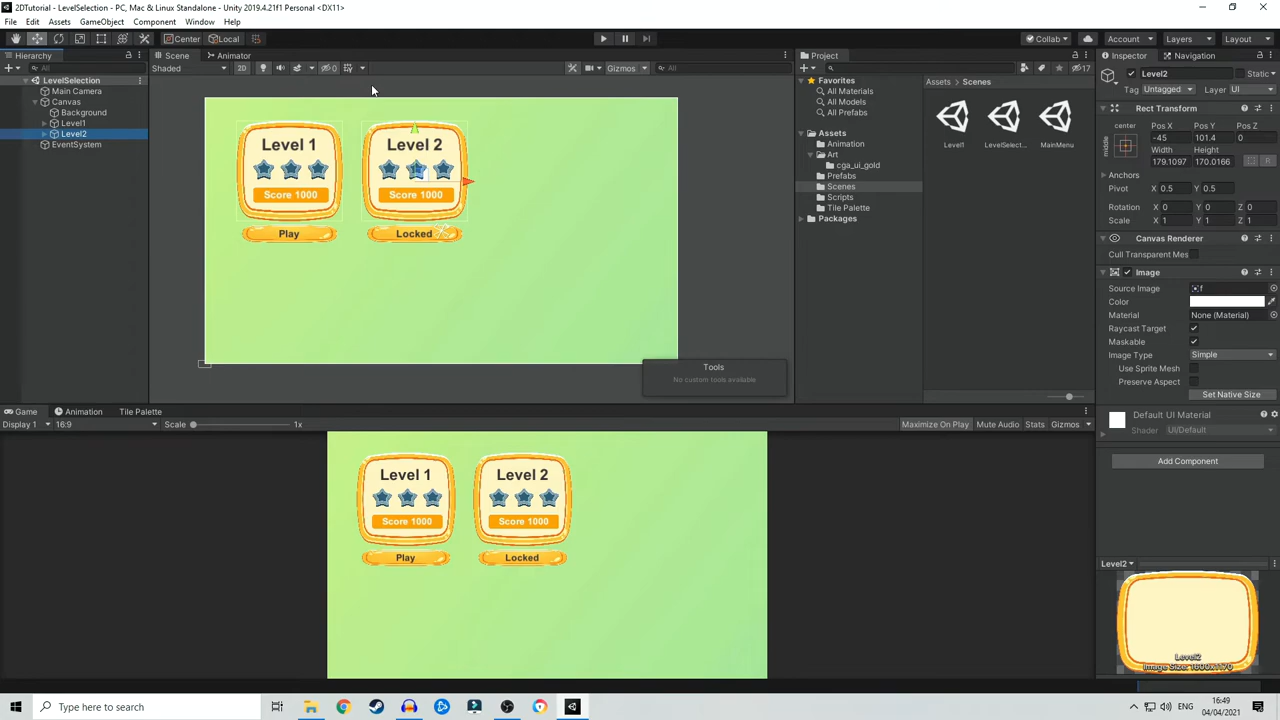 2DTutorial - LevelSelection - PC, Mac & Linux Standalone - Unity 2019.4.21f1 Personal <DX11>
File Edit Assets GameObject Component Window Help
Center Local Collab Account Layers Layout
Hierarchy Scene Animator Project Inspector Navigation
All Shaded 2D 0 Gizmos All 17
LevelSelection
Main Camera
Canvas
Background
Level1
Level2
EventSystem
Level 1 Level 2
Score 1000 Score 1000
Play Locked
Tools
No custom tools available
Favorites
All Materials
All Models
All Prefabs
Assets
Animation
Art
cga_ui_gold
Prefabs
Scenes
Scripts
Tile Palette
Packages
Assets > Scenes
Level1 LevelSelect... MainMenu
Level2 Static
Tag Untagged Layer UI
Rect Transform
center Pos X Pos Y Pos Z
middle -45 101.4 0
Width Height
179.1097 170.0166 R
Anchors
Pivot X 0.5 Y 0.5
Rotation X 0 Y 0 Z 0
Scale X 1 Y 1 Z 1
Canvas Renderer
Cull Transparent Mes
Image
Source Image f
Color
Material None (Material)
Raycast Target
Maskable
Image Type Simple
Use Sprite Mesh
Preserve Aspect
Set Native Size
Default UI Material
Shader UI/Default
Add Component
Level2
Level2
Image Size: 1600x1170
Game Animation Tile Palette
Display 1 16:9 Scale 1x Maximize On Play Mute Audio Stats Gizmos
Level 1 Level 2
Score 1000 Score 1000
Play Locked
Type here to search
ENG 16:49
04/04/2021